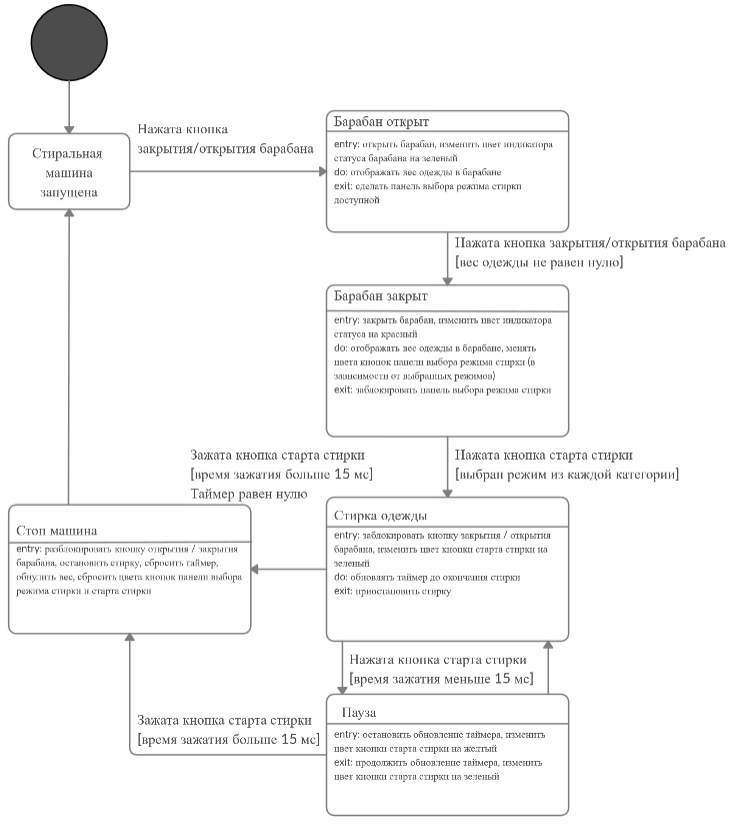 Стиральная
машина
запущена
Нажата кнопка
закрытия/открытия барабана
Барабан открыт
entry: открыть барабан, изменить цвет индикатора
статуса барабана на зеленый
do: отображать вес одежды в барабане
exit: сделать панель выбора режима стирки
доступной
Нажата кнопка закрытия/открытия барабана
[вес одежды не равен нулю]
Барабан закрыт
entry: закрыть барабан, изменить цвет индикатора
статуса на красный
do: отображать вес одежды в барабане, менять
цвета кнопок панели выбора режима стирки (в
зависимости от выбранных режимов)
exit: заблокировать панель выбора режима стирки
Зажата кнопка старта стирки
[время зажатия больше 15 мс]
Таймер равен нулю
Нажата кнопка старта стирки
[выбран режим из каждой категории]
Стоп машина
entry: разблокировать кнопку открытия / закрытия
барабана, остановить стирку, сбросить таймер,
обнулить вес, сбросить цвета кнопок панели выбора
режима стирки и старта стирки
Стирка одежды
entry: заблокировать кнопку закрытия / открытия
барабана, изменить цвет кнопки старта стирки на
зеленый
do: обновлять таймер до окончания стирки
exit: приостановить стирку
Нажата кнопка старта стирки
[время зажатия меньше 15 мс]
Зажата кнопка старта стирки
[время зажатия больше 15 мс]
Пауза
entry: остановить обновление таймера, изменить
цвет кнопки старта стирки на желтый
exit: продолжить обновление таймера, изменить
цвет кнопки старта стирки на зеленый